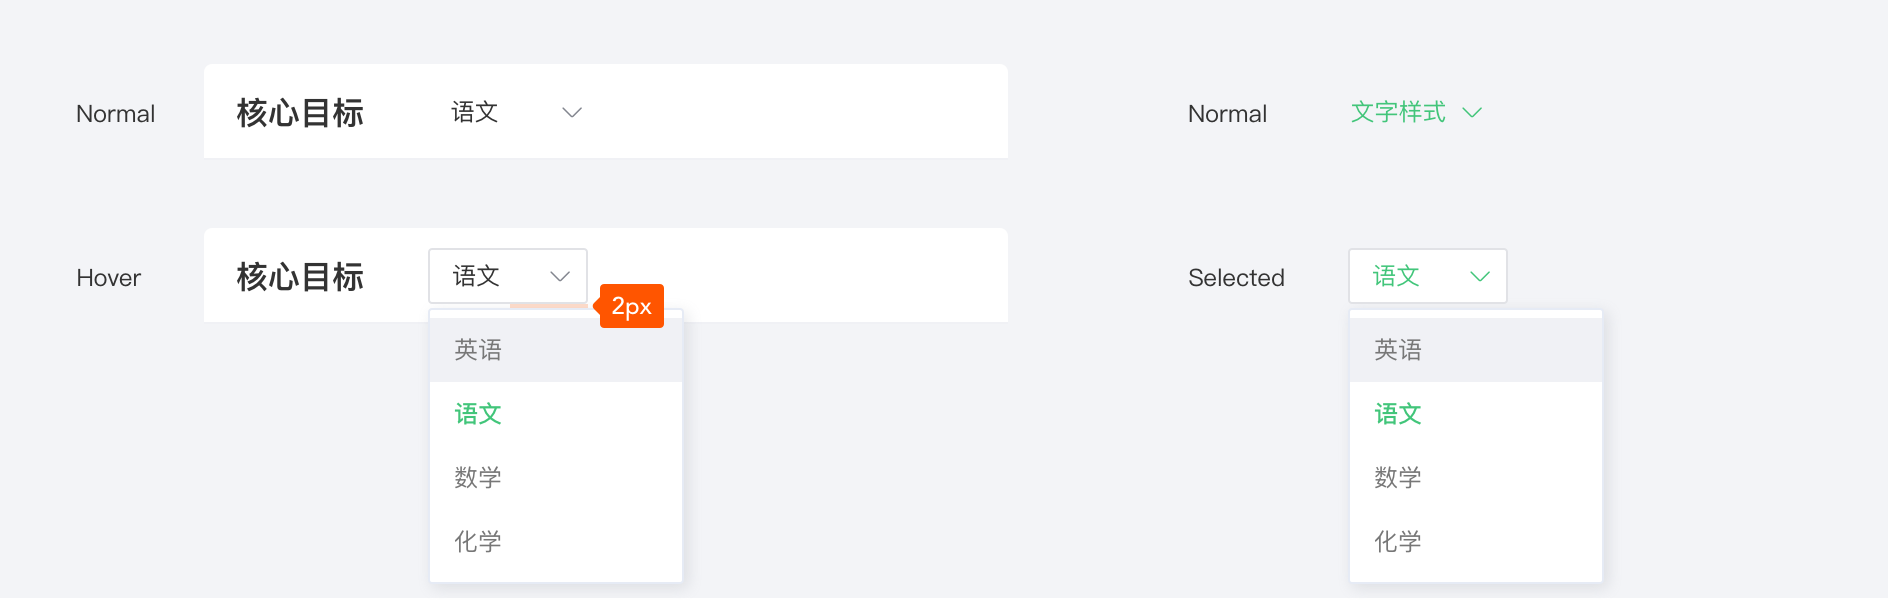 Normal
核心目标
语文
Hover
核心目标
语文
2px
英语
语文
数学
化学
Normal
文字样式
Selected
语文
英语
语文
数学
化学